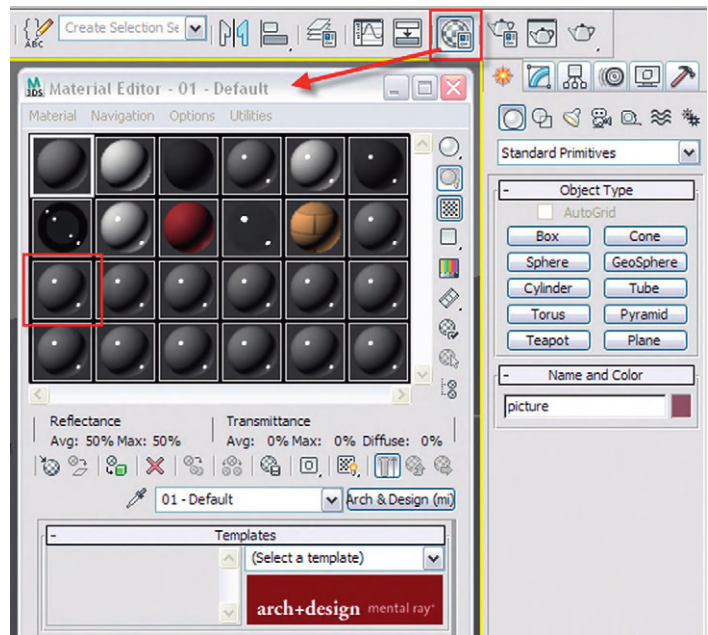 ABC
Create Selection Se
Material Editor - 01 - Default
Material Navigation Options Utilities
Reflectance
Avg: 50% Max: 50%
Transmittance
Avg: 0% Max: 0% Diffuse: 0%
01 - Default
Arch & Design (mi)
- Templates
(Select a template)
arch+design mental ray
Standard Primitives
- Object Type
AutoGrid
Box Cone
Sphere GeoSphere
Cylinder Tube
Torus Pyramid
Teapot Plane
- Name and Color
picture